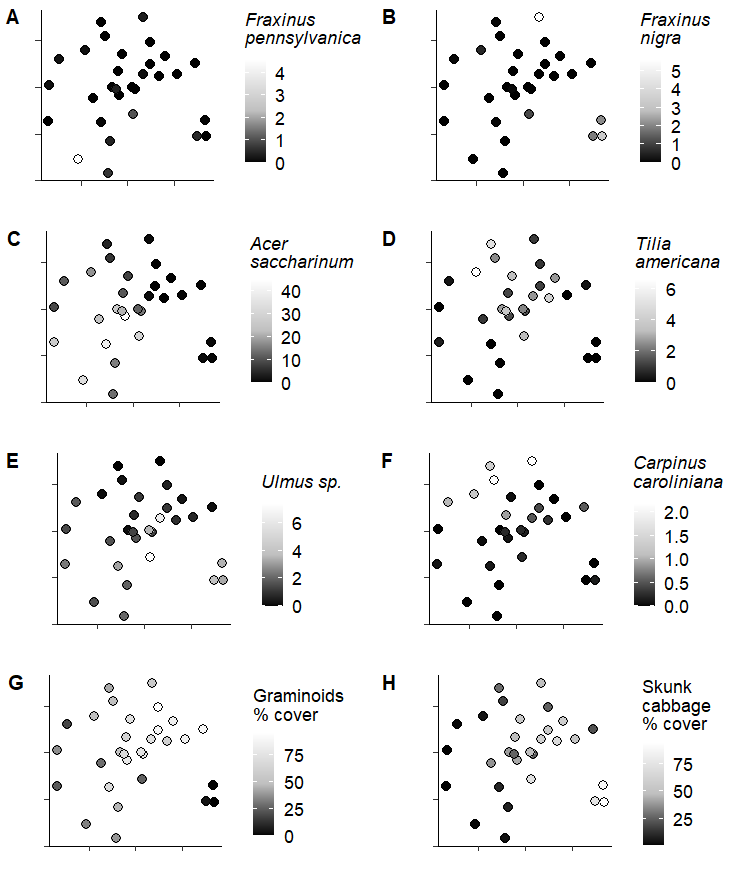 A
Fraxinus
pennsylvanica
4
3
2
1
0
B
Fraxinus
nigra
5
4
3
2
1
0
C
Acer
saccharinum
40
30
20
10
0
D
Tilia
americana
6
4
2
0
E
Ulmus sp.
6
4
2
0
F
Carpinus
caroliniana
2.0
1.5
1.0
0.5
0.0
G
Graminoids
% cover
75
50
25
0
H
Skunk
cabbage
% cover
75
50
25